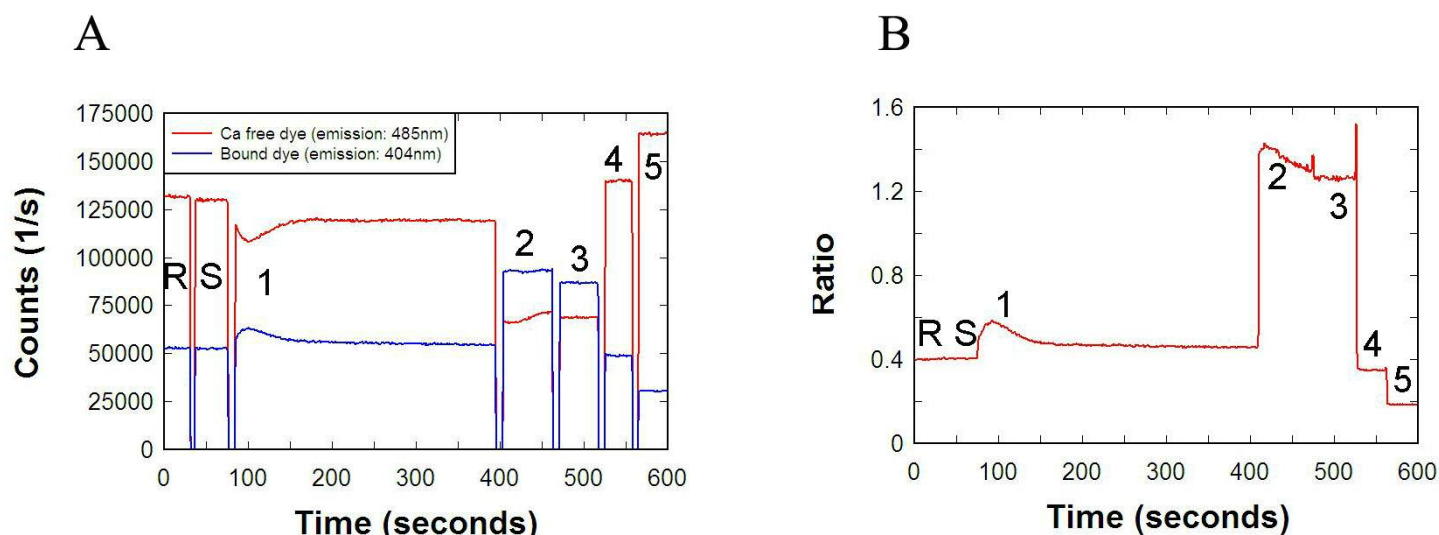 A
Counts (1/s)
175000
150000
125000
100000
75000
50000
25000
0
Ca free dye (emission: 485nm)
Bound dye (emission: 404nm)
R S 1 2 3 4 5
0 100 200 300 400 500 600
Time (seconds)
B
Ratio
1.6
1.2
0.8
0.4
0
R S 1 2 3 4 5
0 100 200 300 400 500 600
Time (seconds)